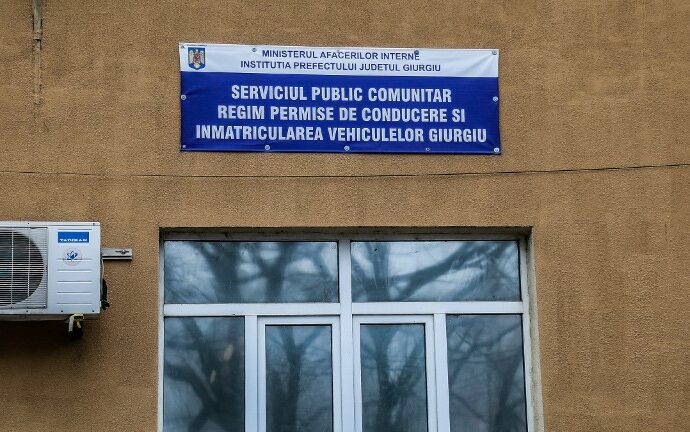 MINISTERUL AFACERILOR INTERNE
INSTITUTIA PREFECTULUI JUDETUL GIURGIU
SERVICIUL PUBLIC COMUNITAR
REGIM PERMISE DE CONDUCERE SI
INMATRICULAREA VEHICULELOR GIURGIU